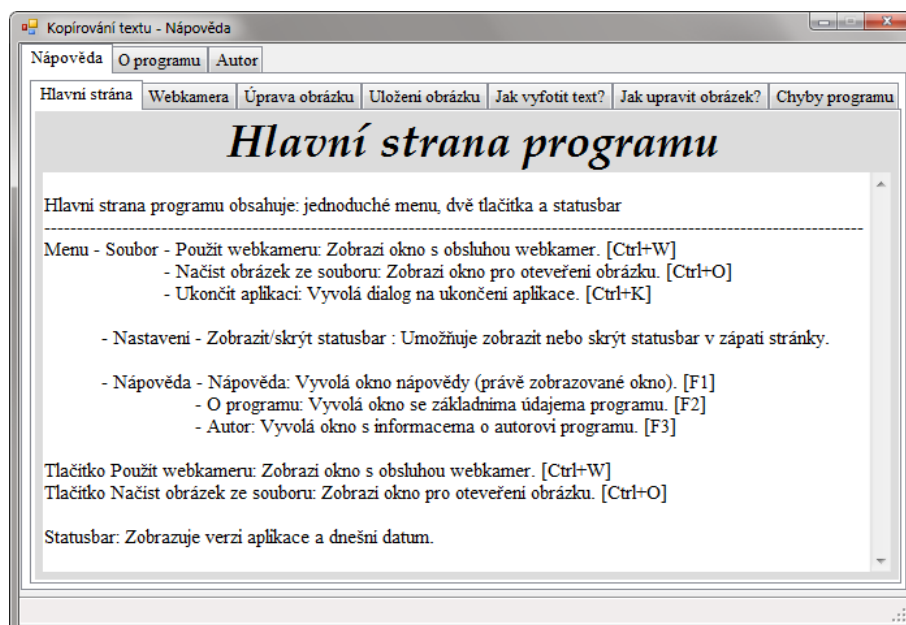 Kopírování textu - Nápověda
Nápověda O programu Autor
Hlavní strána Webkamera Úprava obrázku Uložení obrázku Jak vyfotit text? Jak upravit obrázek? Chyby programu
Hlavní strana programu
Hlavní strana programu obsahuje: jednoduché menu, dvě tlačítka a statusbar
---------------------------------------------------------------------------------------------------------------------------------------
Menu - Soubor - Použít webkameru: Zobrazí okno s obsluhou webkamer. [Ctrl+W]
- Načíst obrázek ze souboru: Zobrazí okno pro oteveření obrázku. [Ctrl+O]
- Ukončit aplikaci: Vyvolá dialog na ukončení aplikace. [Ctrl+K]
- Nastavení - Zobrazit/skrýt statusbar : Umožňuje zobrazit nebo skrýt statusbar v zápatí stránky.
- Nápověda - Nápověda: Vyvolá okno nápovědy (právě zobrazované okno). [F1]
- O programu: Vyvolá okno se základníma údajema programu. [F2]
- Autor: Vyvolá okno s informacema o autorovi programu. [F3]
Tlačítko Použít webkameru: Zobrazí okno s obsluhou webkamer. [Ctrl+W]
Tlačítko Načíst obrázek ze souboru: Zobrazí okno pro oteveření obrázku. [Ctrl+O]
Statusbar: Zobrazuje verzi aplikace a dnešní datum.